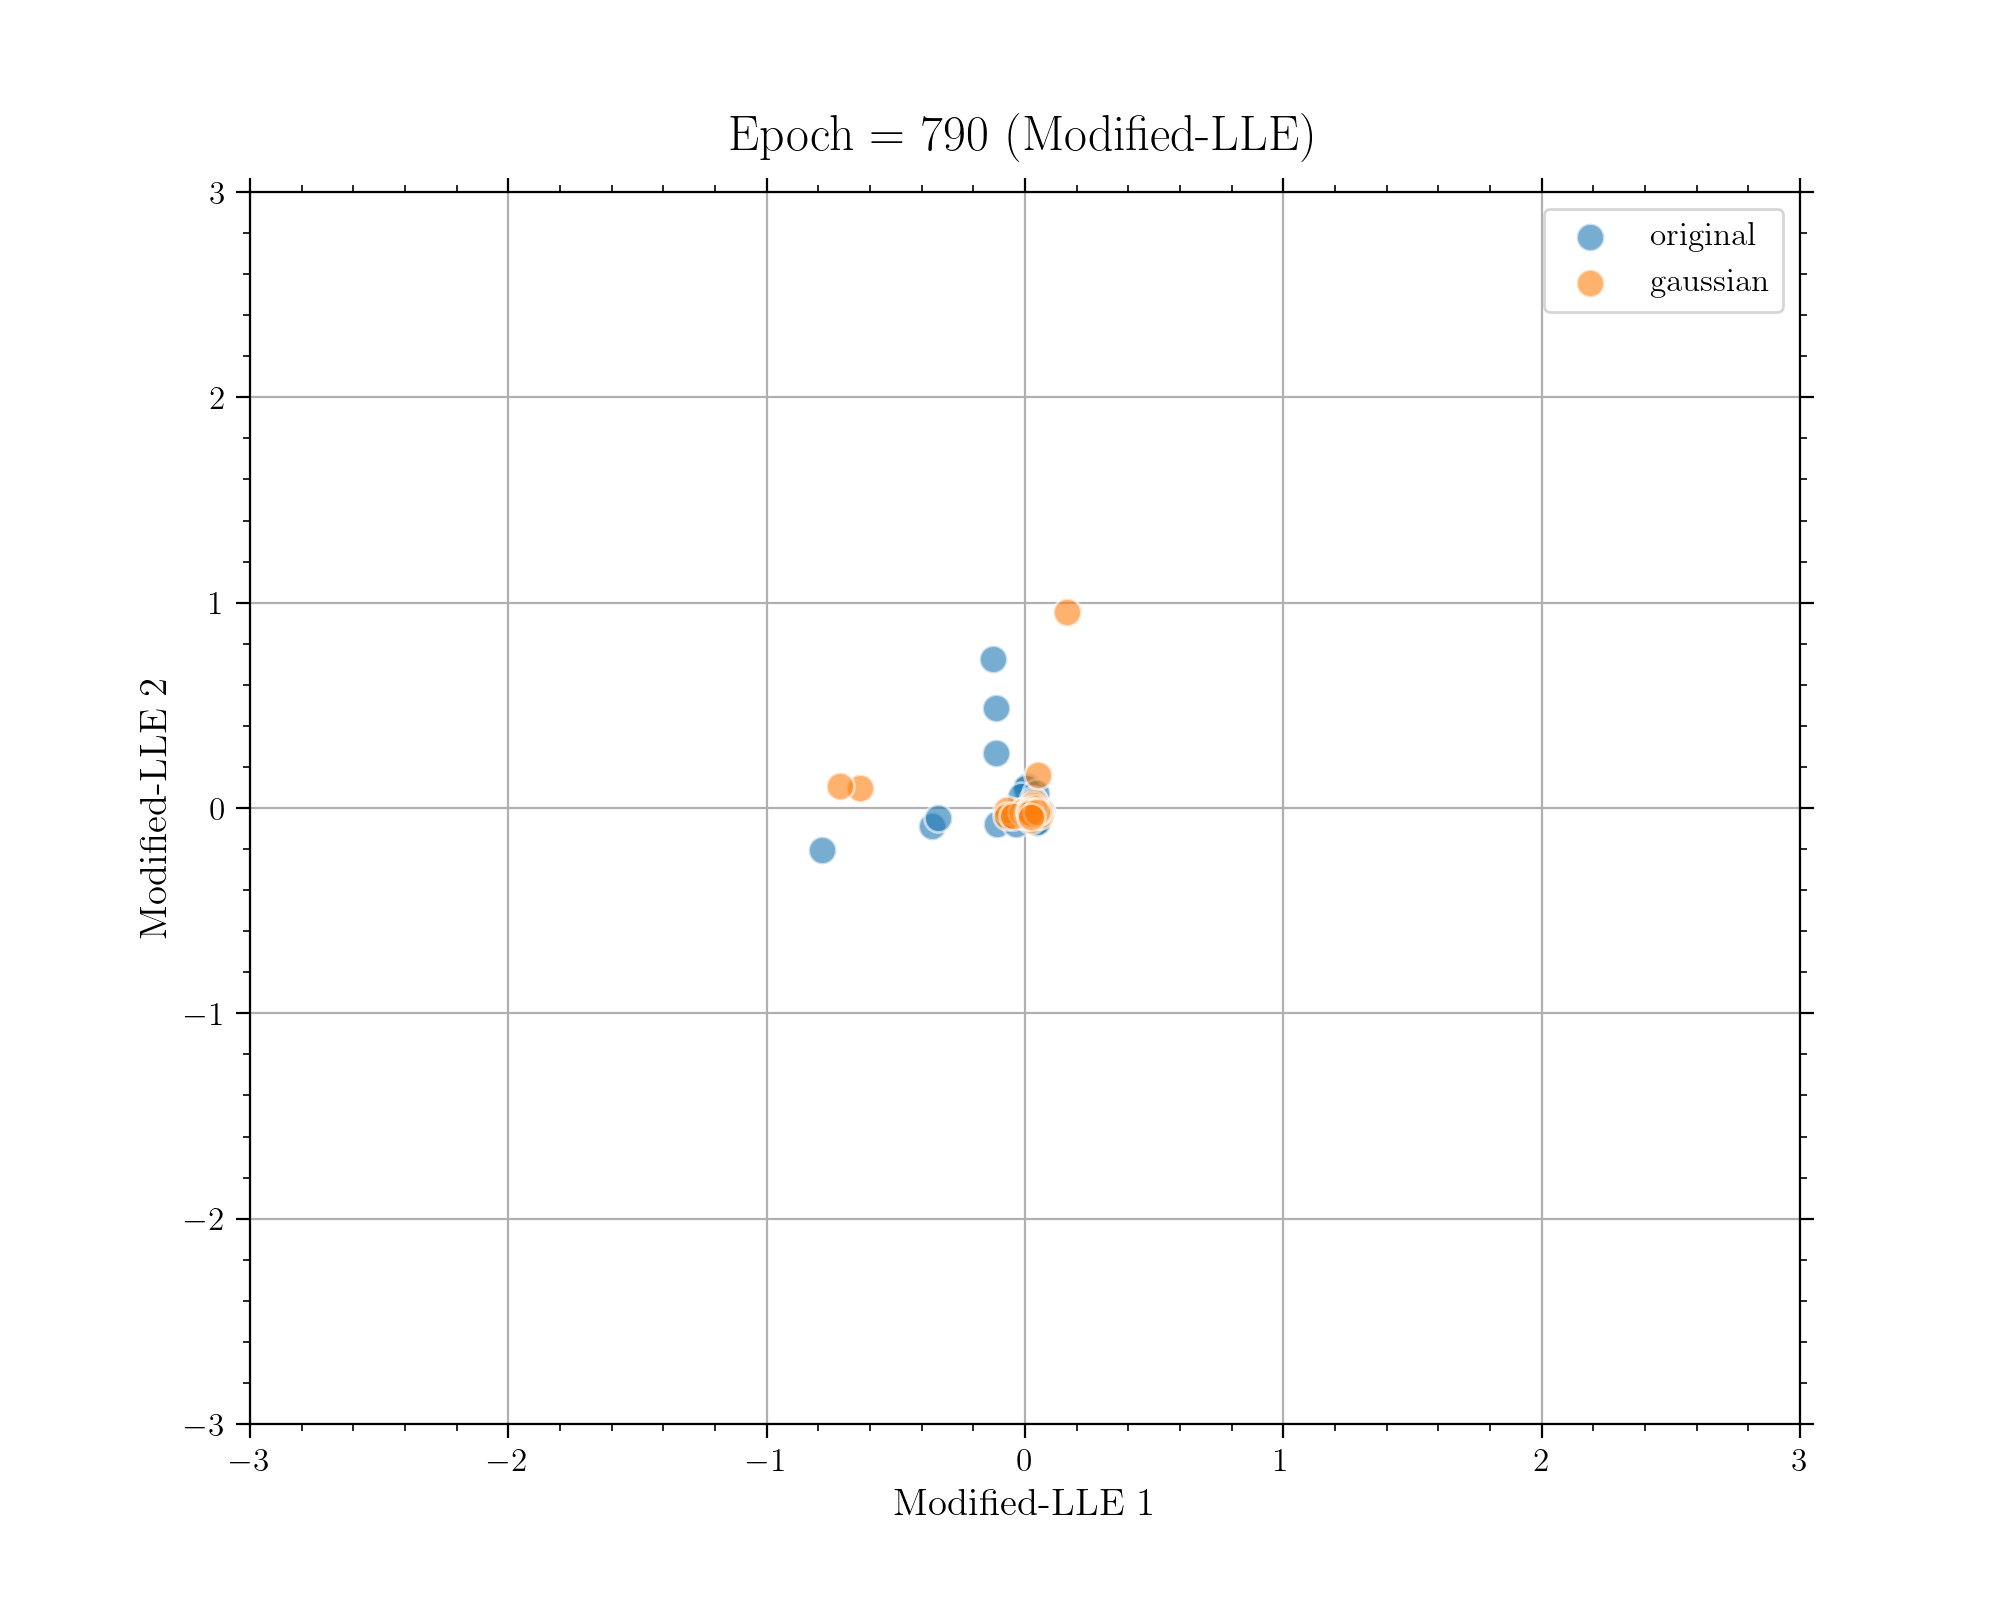 Epoch = 790 (Modified-LLE)
3
2
1
0
−1
−2
−3
Modified-LLE 2
original
gaussian
−3 −2 −1 0 1 2 3
Modified-LLE 1